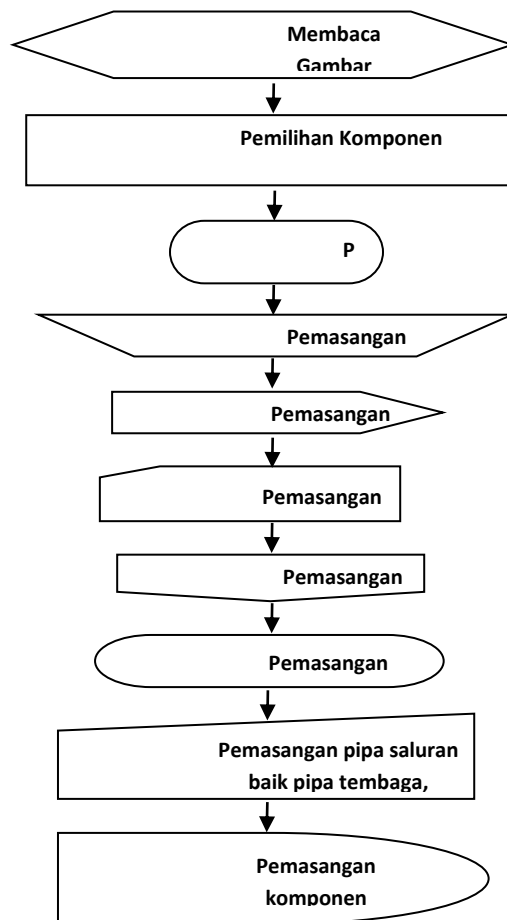 Membaca
Gambar
Pemilihan Komponen
P
Pemasangan
Pemasangan
Pemasangan
Pemasangan
Pemasangan
Pemasangan pipa saluran
baik pipa tembaga,
Pemasangan
komponen